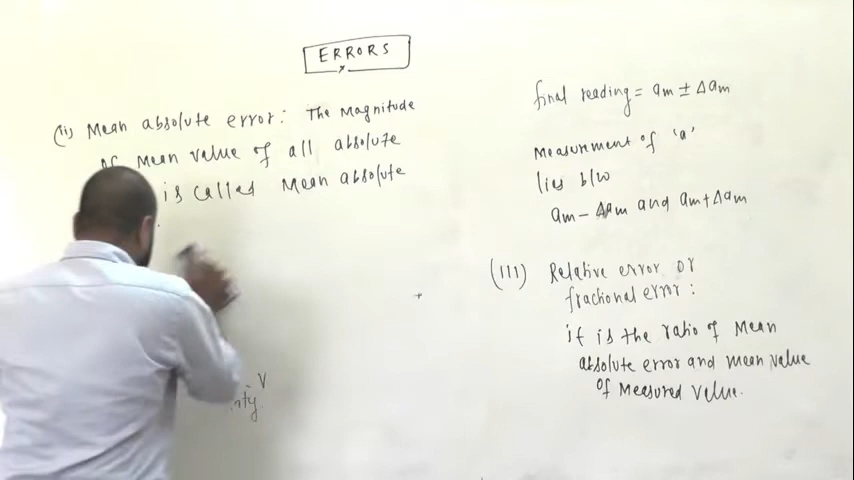 ERRORS
(ii) Mean absolute error: The Magnitude
of Mean value of all absolute
is called Mean absolute
final reading = am ± Δam
Measurement of 'a'
lies b/w
am - Δam and am + Δam
(III) Relative error or
fractional error:
it is the ratio of Mean
absolute error and mean value
of Measured value.